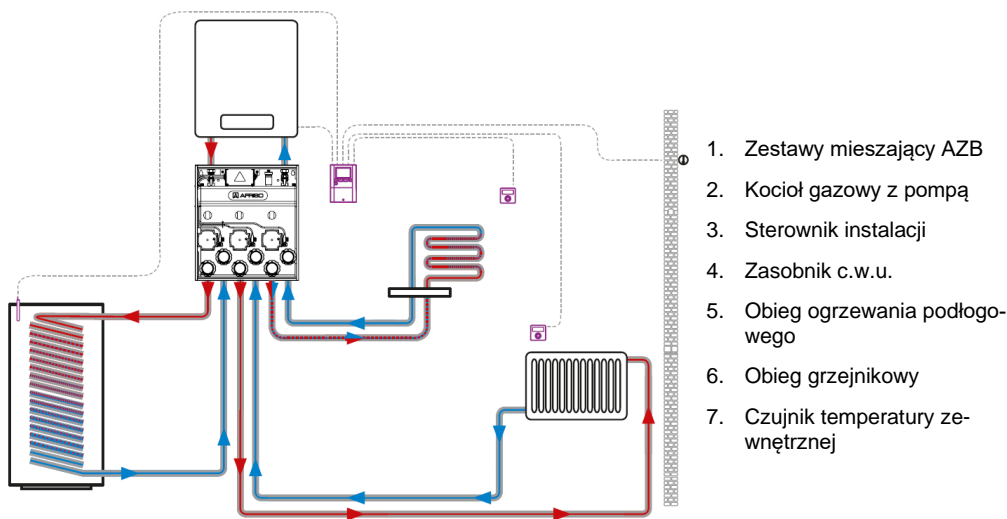 AFRISO
1. Zestawy mieszający AZB
2. Kocioł gazowy z pompą
3. Sterownik instalacji
4. Zasobnik c.w.u.
5. Obieg ogrzewania podłogo-
wego
6. Obieg grzejnikowy
7. Czujnik temperatury ze-
wnętrznej